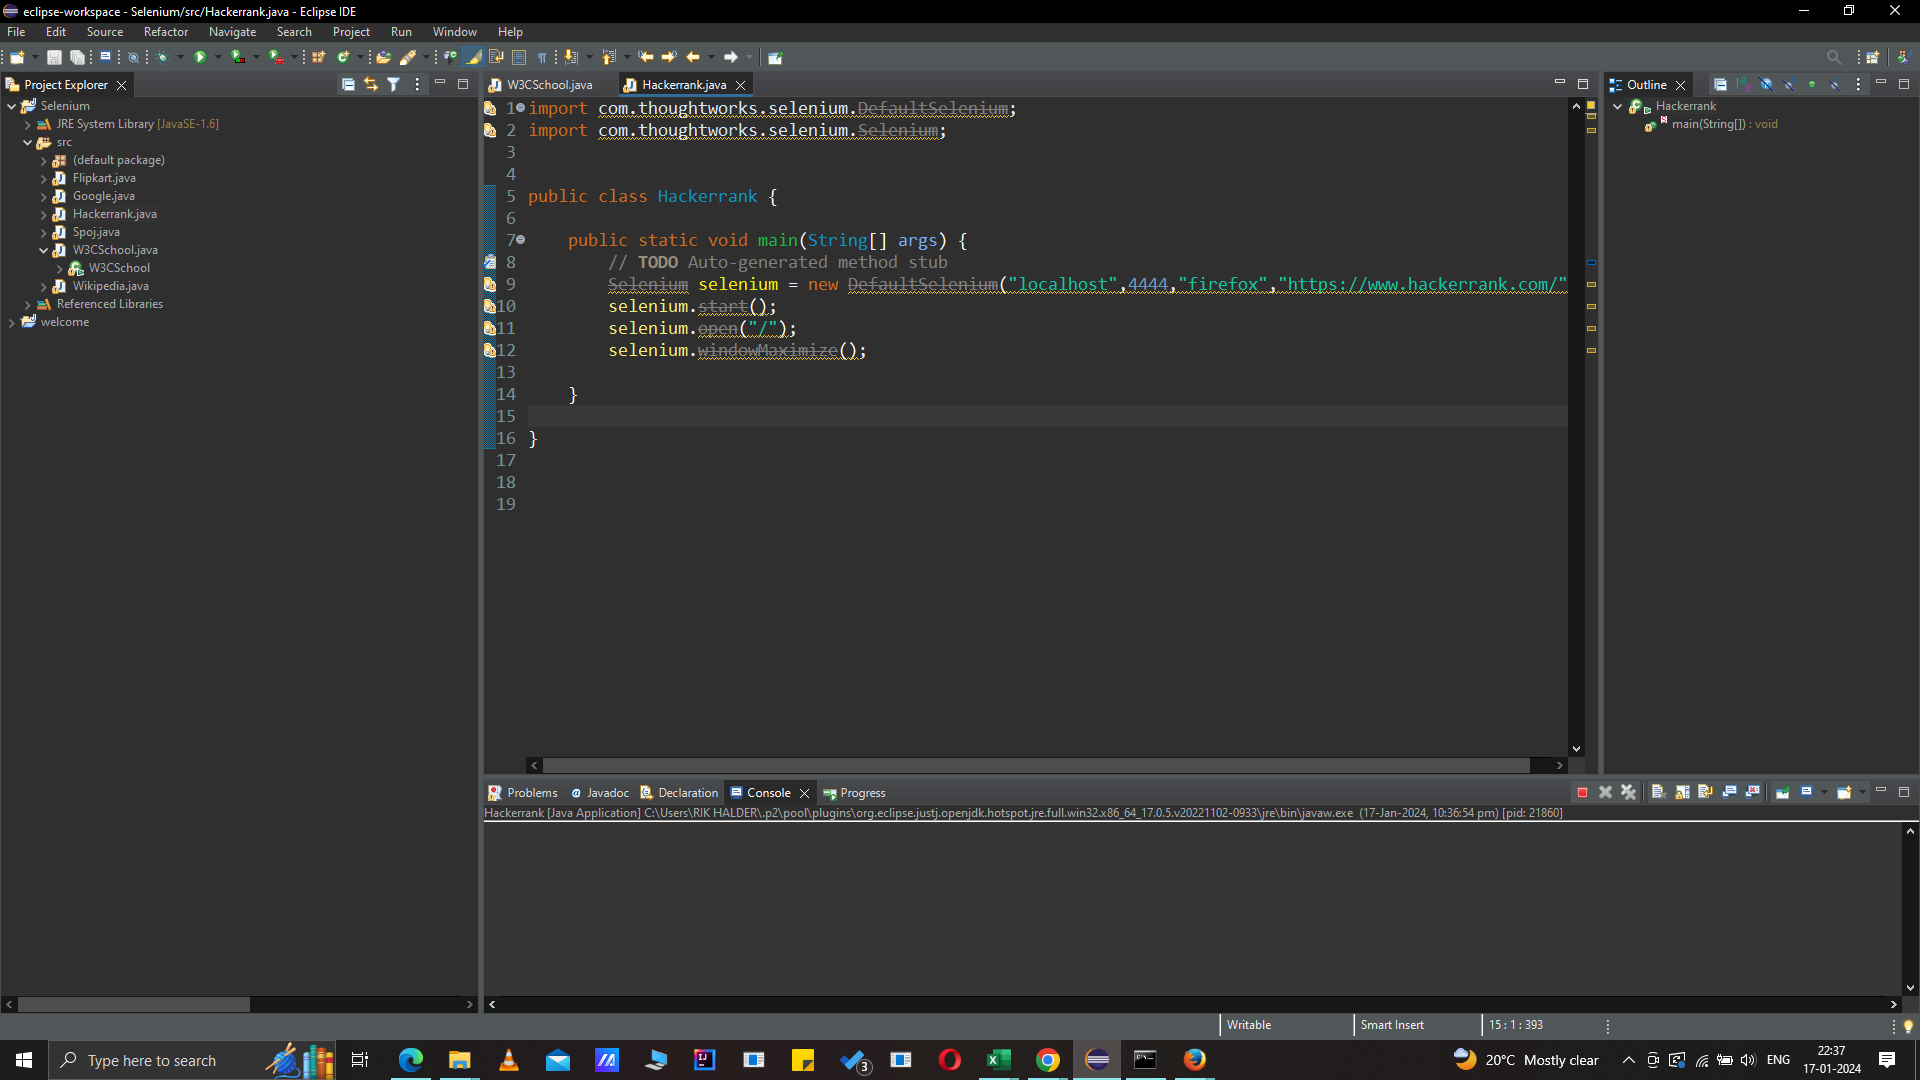 eclipse-workspace - Selenium/src/Hackerrank.java - Eclipse IDE
File Edit Source Refactor Navigate Search Project Run Window Help
Project Explorer
Selenium
JRE System Library [JavaSE-1.6]
src
(default package)
Flipkart.java
Google.java
Hackerrank.java
Spoj.java
W3CSchool.java
W3CSchool
Wikipedia.java
Referenced Libraries
welcome
W3CSchool.java Hackerrank.java
1 import com.thoughtworks.selenium.DefaultSelenium;
2 import com.thoughtworks.selenium.Selenium;
3
4
5 public class Hackerrank {
6
7 public static void main(String[] args) {
8 // TODO Auto-generated method stub
9 Selenium selenium = new DefaultSelenium("localhost",4444,"firefox","https://www.hackerrank.com/"
10 selenium.start();
11 selenium.open("/");
12 selenium.windowMaximize();
13
14 }
15
16 }
17
18
19
Outline
Hackerrank
main(String[]) : void
Problems Javadoc Declaration Console Progress
Hackerrank [Java Application] C:\Users\RIK HALDER\.p2\pool\plugins\org.eclipse.justj.openjdk.hotspot.jre.full.win32.x86_64_17.0.5.v20221102-0933\jre\bin\javaw.exe (17-Jan-2024, 10:36:54 pm) [pid: 21860]
Writable Smart Insert 15 : 1 : 393
Type here to search
3
20°C Mostly clear
ENG
22:37
17-01-2024